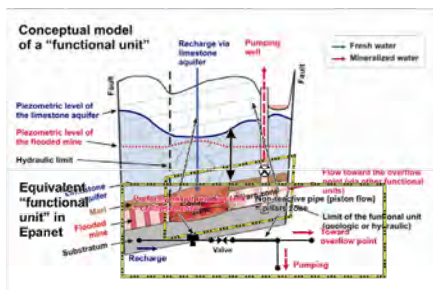 Conceptual model
of a "functional unit"
Recharge via
limestone
aquifer
Pumping
well
Fresh water
Mineralized water
Fault
Fault
Piezometric level of
the limestone aquifer
Piezometric level of
the flooded mine
Hydraulic limit
Equivalent
"functional
unit" in
Epanet
Limestone
aquifer
Marl
Flooded
mine
Substratum
Flow toward the overflow
point (via other functional
units)
Non-reactive pipe (piston flow)
Limit of the functional unit
(geologic or hydraulic)
Toward
overflow point
Recharge
Valve
Pumping